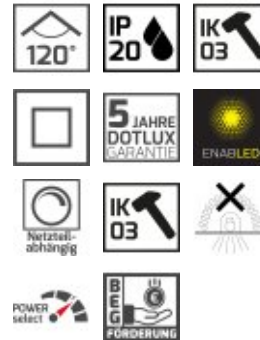 120°
IP
20
IK
03
5 JAHRE
DOTLUX
GARANTIE
ENABLED
Netzteil-
abhängig
IK
03
POWER
select
BEG
FÖRDERUNG